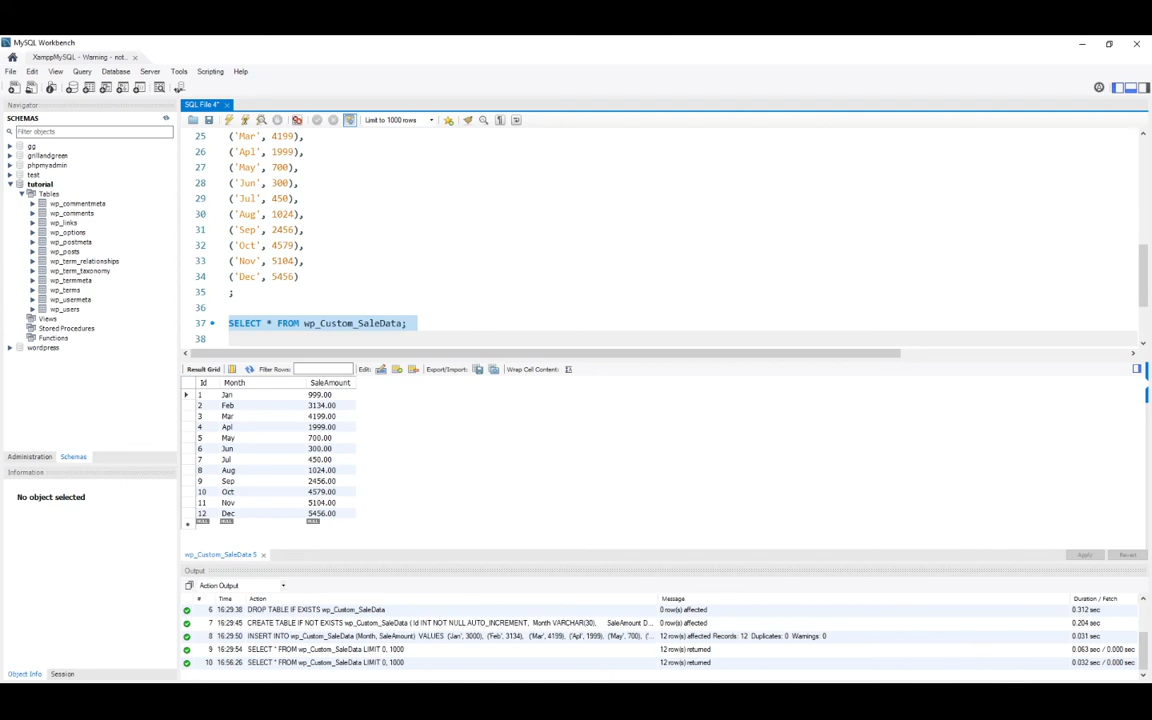 MySQL Workbench
XamppMySQL - Warning - not...
File Edit View Query Database Server Tools Scripting Help
Navigator
SCHEMAS
Filter objects
gg
grillandgreen
phpmyadmin
test
tutorial
Tables
wp_commentmeta
wp_comments
wp_links
wp_options
wp_postmeta
wp_posts
wp_term_relationships
wp_term_taxonomy
wp_termmeta
wp_terms
wp_usermeta
wp_users
Views
Stored Procedures
Functions
wordpress
Administration Schemas
Information
No object selected
Object Info Session
SQL File 4*
Limit to 1000 rows
25 ('Mar', 4199),
26 ('Apl', 1999),
27 ('May', 700),
28 ('Jun', 300),
29 ('Jul', 450),
30 ('Aug', 1024),
31 ('Sep', 2456),
32 ('Oct', 4579),
33 ('Nov', 5104),
34 ('Dec', 5456)
35 ;
36
37 SELECT * FROM wp_Custom_SaleData;
38
Result Grid Filter Rows: Edit: Export/Import: Wrap Cell Content:
Id Month SaleAmount
1 Jan 999.00
2 Feb 3134.00
3 Mar 4199.00
4 Apl 1999.00
5 May 700.00
6 Jun 300.00
7 Jul 450.00
8 Aug 1024.00
9 Sep 2456.00
10 Oct 4579.00
11 Nov 5104.00
12 Dec 5456.00
NULL NULL NULL
wp_Custom_SaleData 5
Apply Revert
Output
Action Output
# Time Action Message Duration / Fetch
6 16:29:38 DROP TABLE IF EXISTS wp_Custom_SaleData 0 row(s) affected 0.312 sec
7 16:29:45 CREATE TABLE IF NOT EXISTS wp_Custom_SaleData ( Id INT NOT NULL AUTO_INCREMENT, Month VARCHAR(30), SaleAmount D... 0 row(s) affected 0.204 sec
8 16:29:50 INSERT INTO wp_Custom_SaleData (Month, SaleAmount) VALUES ('Jan', 3000), ('Feb', 3134), ('Mar', 4199), ('Apl', 1999), ('May', 700), ('... 12 row(s) affected Records: 12 Duplicates: 0 Warnings: 0 0.031 sec
9 16:29:54 SELECT * FROM wp_Custom_SaleData LIMIT 0, 1000 12 row(s) returned 0.063 sec / 0.000 sec
10 16:56:26 SELECT * FROM wp_Custom_SaleData LIMIT 0, 1000 12 row(s) returned 0.032 sec / 0.000 sec